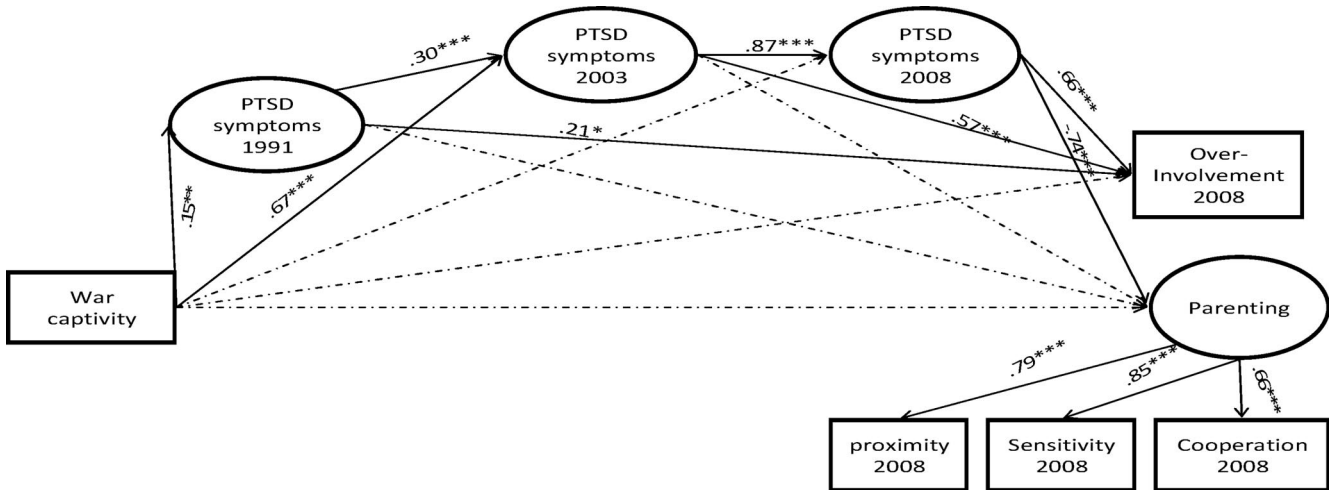 PTSD
symptoms
2003
PTSD
symptoms
2008
PTSD
symptoms
1991
.30***
.87***
.66***
.57***
-.74***
.21*
.67***
.15**
Over-
Involvement
2008
War
captivity
Parenting
.79***
.85***
.66***
proximity
2008
Sensitivity
2008
Cooperation
2008